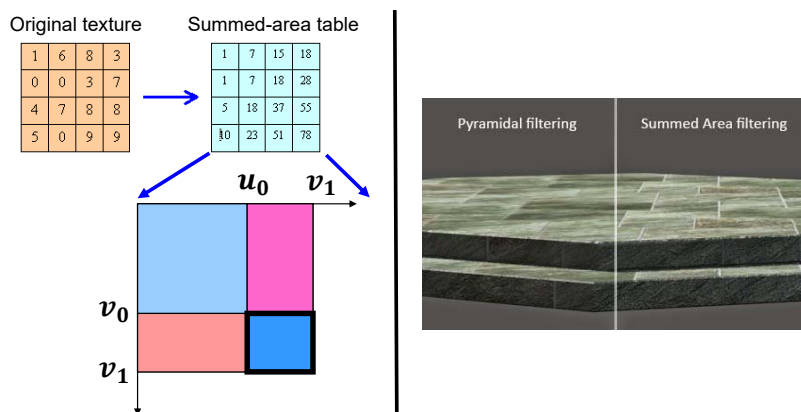 Original texture
Summed-area table
1 6 8 3
0 0 3 7
4 7 8 8
5 0 9 9
1 7 15 18
1 7 18 28
5 18 37 55
10 23 51 78
u₀ v₁
v₀
v₁
Pyramidal filtering
Summed Area filtering